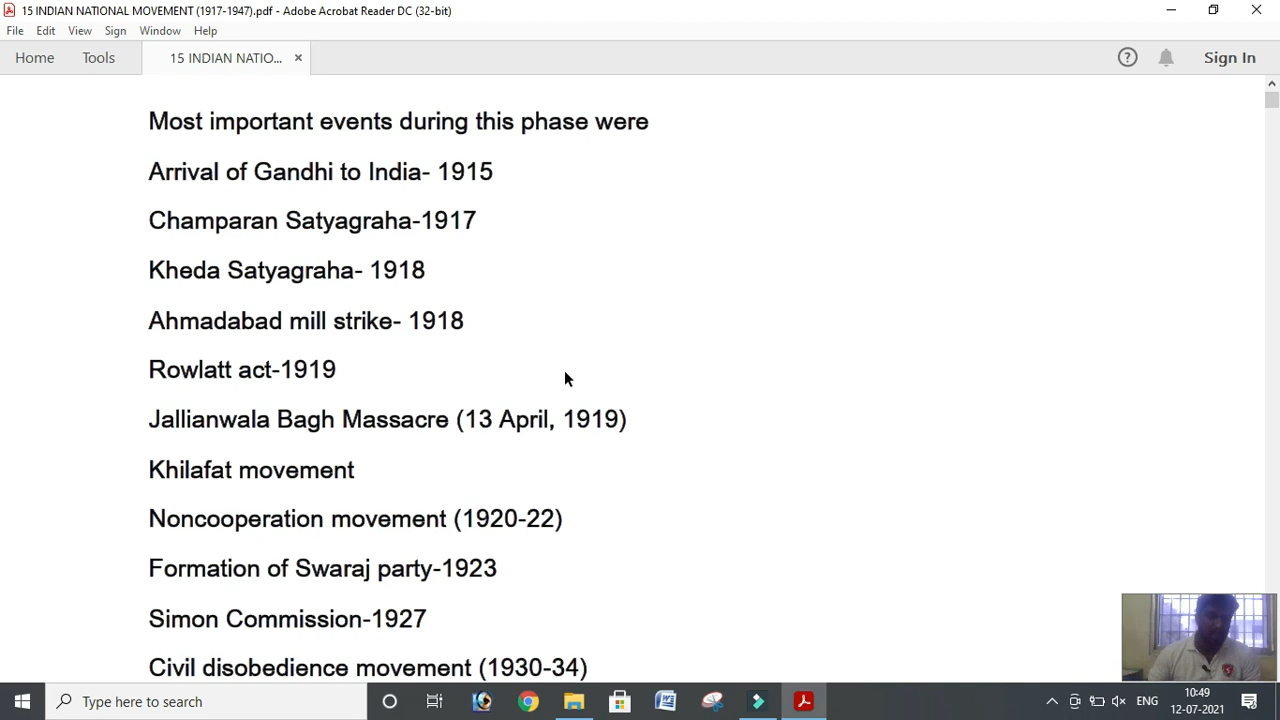 15 INDIAN NATIONAL MOVEMENT (1917-1947).pdf - Adobe Acrobat Reader DC (32-bit)
File Edit View Sign Window Help
Home Tools 15 INDIAN NATIO... × Sign In
Most important events during this phase were
Arrival of Gandhi to India- 1915
Champaran Satyagraha-1917
Kheda Satyagraha- 1918
Ahmadabad mill strike- 1918
Rowlatt act-1919
Jallianwala Bagh Massacre (13 April, 1919)
Khilafat movement
Noncooperation movement (1920-22)
Formation of Swaraj party-1923
Simon Commission-1927
Civil disobedience movement (1930-34)
Type here to search
ENG
10:49
12-07-2021